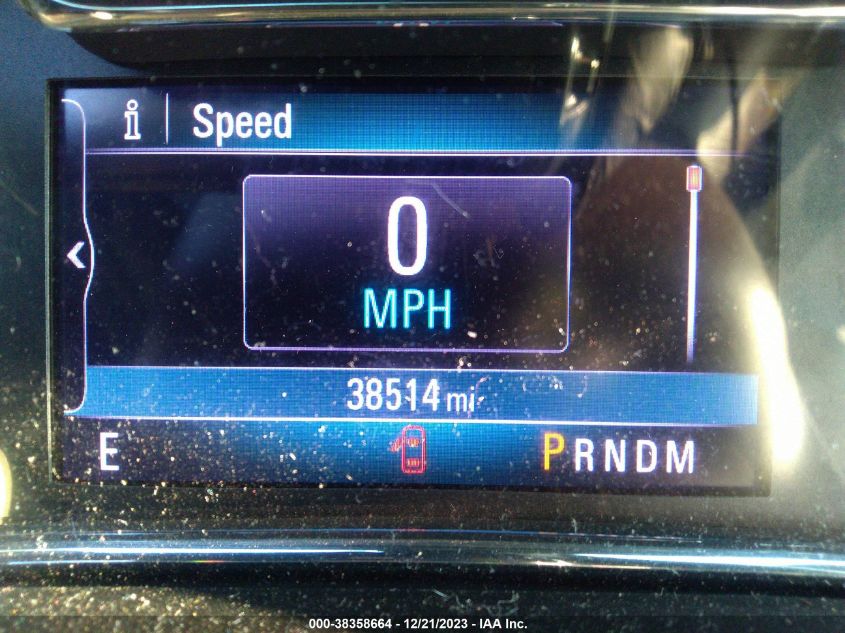 i Speed
0
MPH
38514 mi
E PRNDM
000-38358664 - 12/21/2023 - IAA Inc.